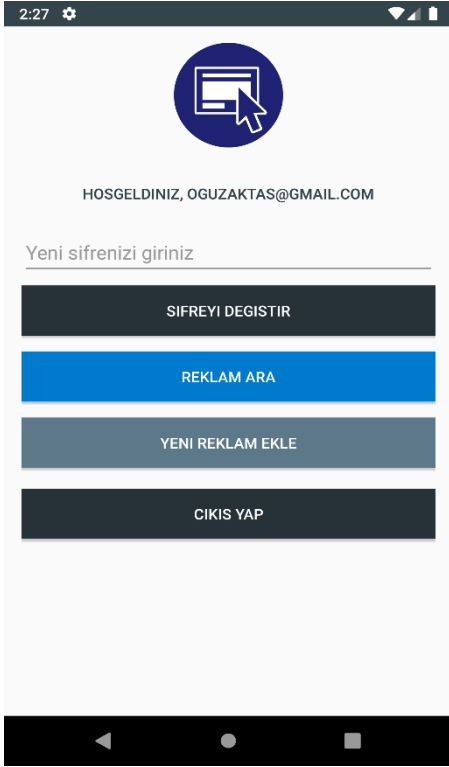 2:27
HOSGELDINIZ, OGUZAKTAS@GMAIL.COM
Yeni sifrenizi giriniz
SIFREYI DEGISTIR
REKLAM ARA
YENI REKLAM EKLE
CIKIS YAP